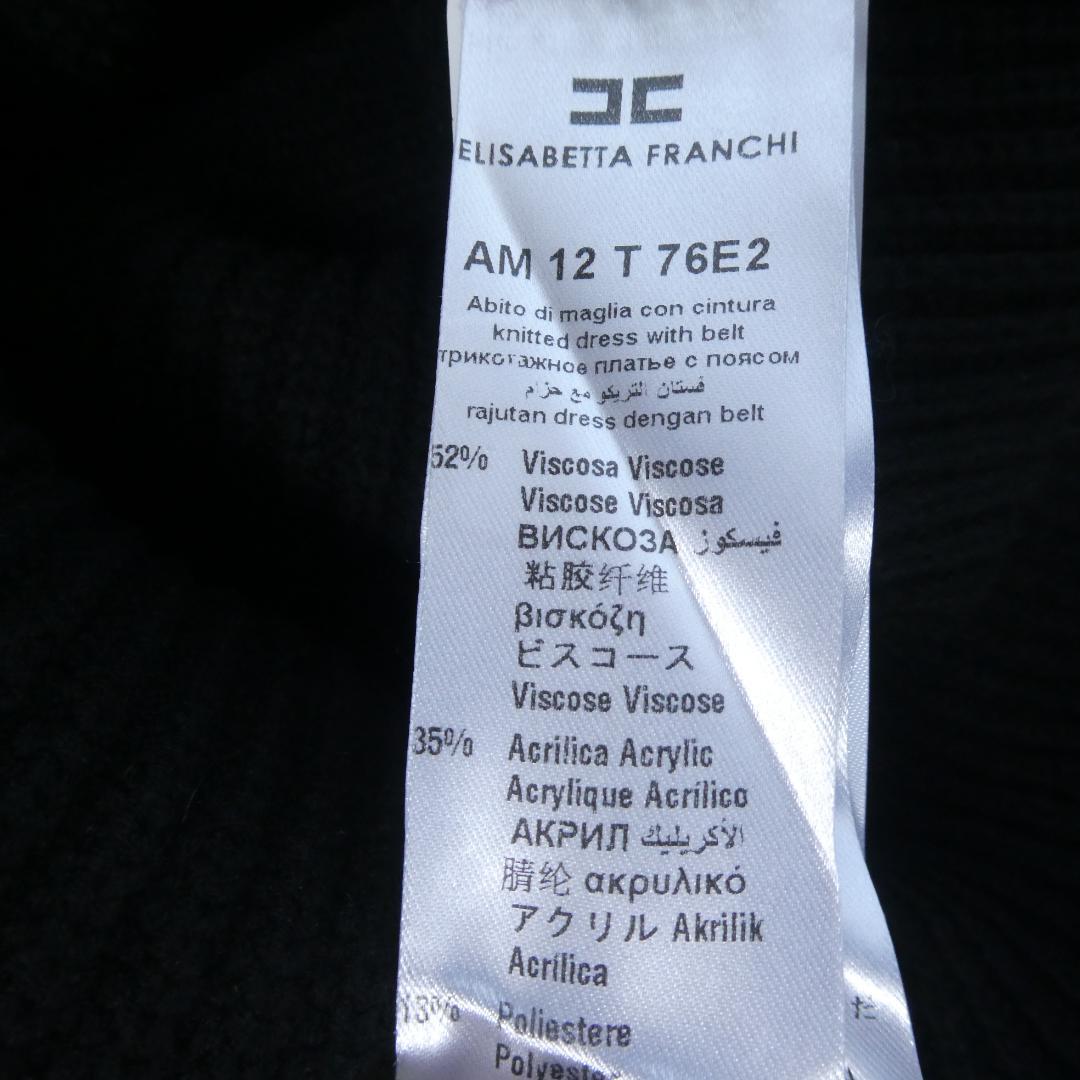 ELISABETTA FRANCHI
AM 12 T 76E2
Abito di maglia con cintura
knitted dress with belt
трикотажное платье с поясом
فستان التريكو مع حزام
rajutan dress dengan belt
52% Viscosa Viscose
Viscose Viscosa
ВИСКОЗА فيسكوز
粘胶纤维
βισκόζη
ビスコース
Viscose Viscose
35% Acrilica Acrylic
Acrylique Acrílico
АКРИЛ الأكريليك
腈纶 ακρυλικό
アクリル Akrilik
Acrílica
13% Poliestere